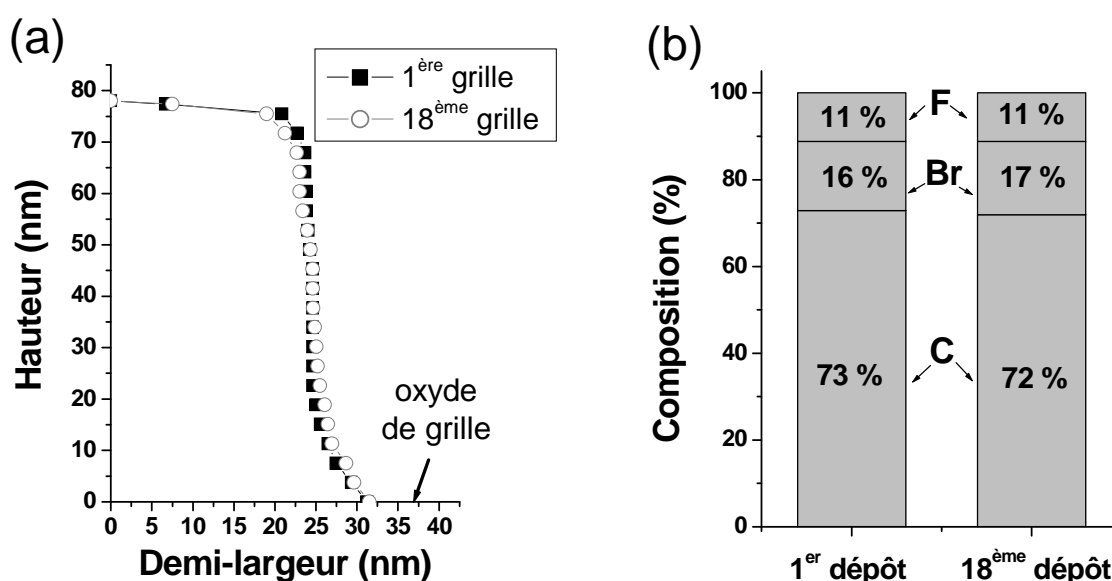 (a)
1ère grille
18ème grille
80
70
60
50
40
30
20
10
0
Hauteur (nm)
oxyde
de grille
0 5 10 15 20 25 30 35 40
Demi-largeur (nm)
(b)
100
80
60
40
20
0
Composition (%)
11 % F 11 %
16 % Br 17 %
73 % C 72 %
1er dépôt 18ème dépôt